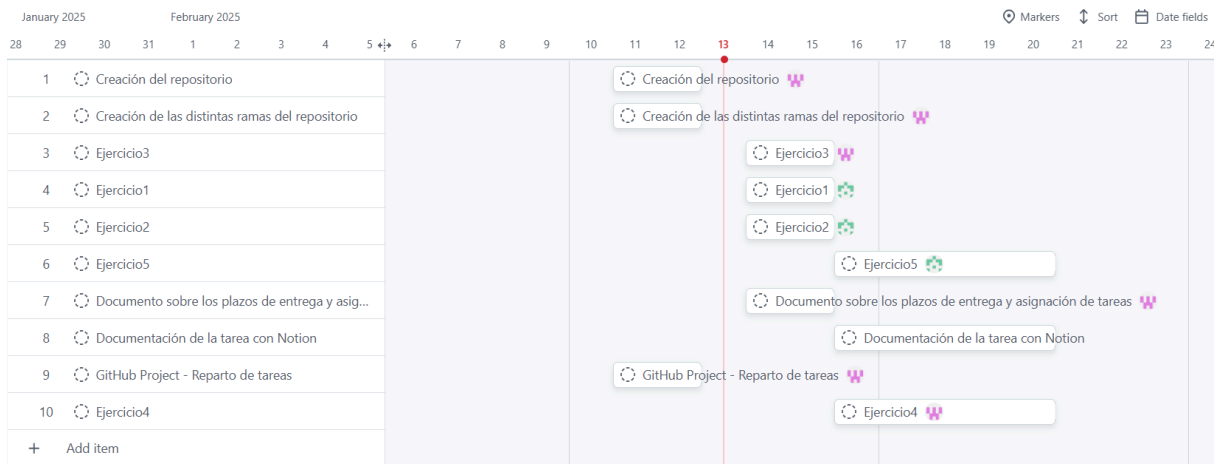 January 2025 February 2025 Markers Sort Date fields
28 29 30 31 1 2 3 4 5 6 7 8 9 10 11 12 13 14 15 16 17 18 19 20 21 22 23 24
1 Creación del repositorio Creación del repositorio
2 Creación de las distintas ramas del repositorio Creación de las distintas ramas del repositorio
3 Ejercicio3 Ejercicio3
4 Ejercicio1 Ejercicio1
5 Ejercicio2 Ejercicio2
6 Ejercicio5 Ejercicio5
7 Documento sobre los plazos de entrega y asig... Documento sobre los plazos de entrega y asignación de tareas
8 Documentación de la tarea con Notion Documentación de la tarea con Notion
9 GitHub Project - Reparto de tareas GitHub Project - Reparto de tareas
10 Ejercicio4 Ejercicio4
+ Add item